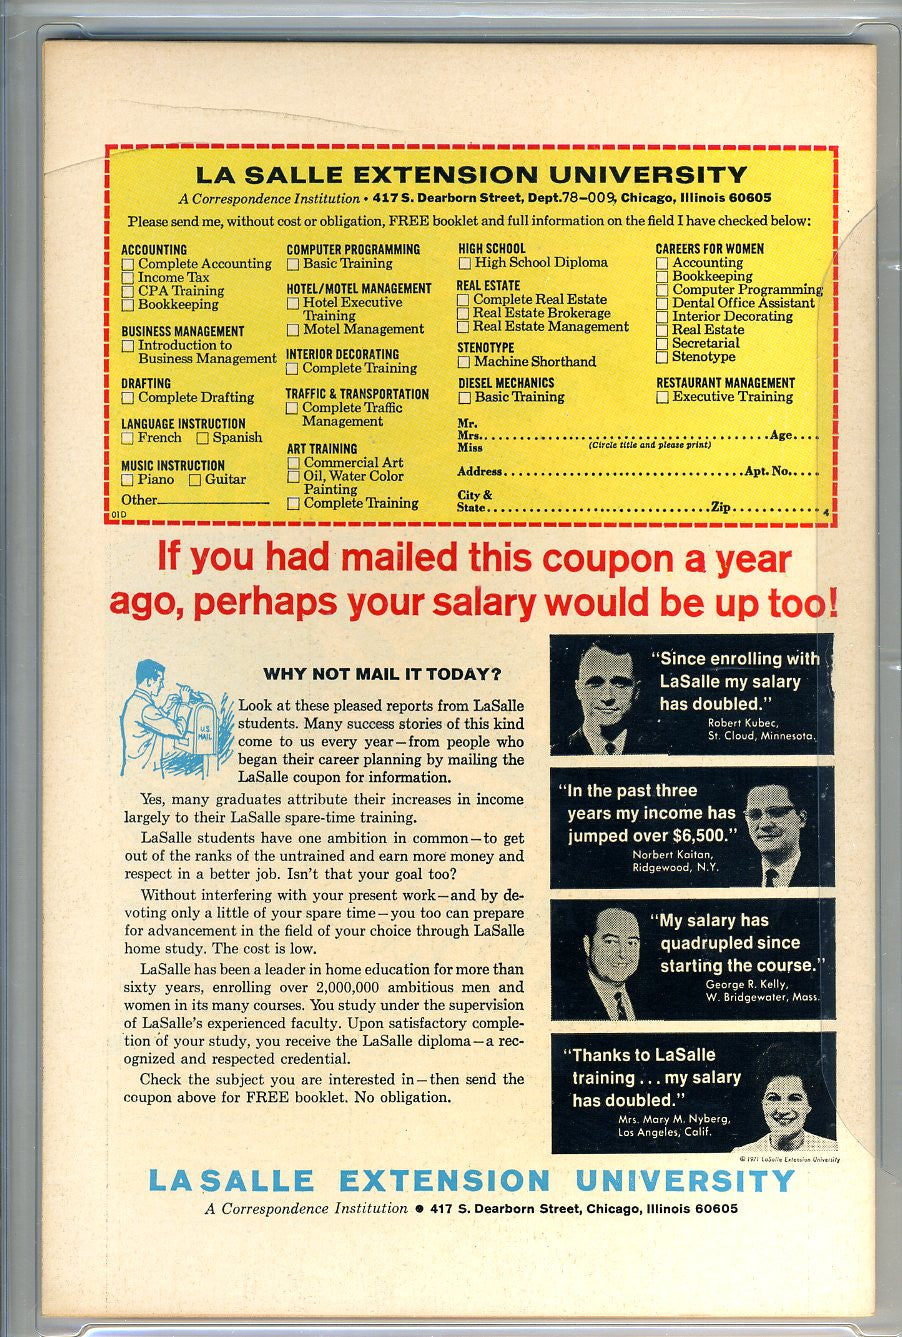 LA SALLE EXTENSION UNIVERSITY
A Correspondence Institution • 417 S. Dearborn Street, Dept. 78-009, Chicago, Illinois 60605
Please send me, without cost or obligation, FREE booklet and full information on the field I have checked below:
ACCOUNTING
☐ Complete Accounting
☐ Income Tax
☐ CPA Training
☐ Bookkeeping
BUSINESS MANAGEMENT
☐ Introduction to
Business Management
DRAFTING
☐ Complete Drafting
LANGUAGE INSTRUCTION
☐ French ☐ Spanish
MUSIC INSTRUCTION
☐ Piano ☐ Guitar
Other
01D
COMPUTER PROGRAMMING
☐ Basic Training
HOTEL/MOTEL MANAGEMENT
☐ Hotel Executive
Training
☐ Motel Management
INTERIOR DECORATING
☐ Complete Training
TRAFFIC & TRANSPORTATION
☐ Complete Traffic
Management
ART TRAINING
☐ Commercial Art
☐ Oil, Water Color
Painting
☐ Complete Training
HIGH SCHOOL
☐ High School Diploma
REAL ESTATE
☐ Complete Real Estate
☐ Real Estate Brokerage
☐ Real Estate Management
STENOTYPE
☐ Machine Shorthand
DIESEL MECHANICS
☐ Basic Training
CAREERS FOR WOMEN
☐ Accounting
☐ Bookkeeping
☐ Computer Programming
☐ Dental Office Assistant
☐ Interior Decorating
☐ Real Estate
☐ Secretarial
☐ Stenotype
RESTAURANT MANAGEMENT
☐ Executive Training
Mr.
Mrs. Age
Miss (Circle title and please print)
Address Apt. No.
City &
State Zip 4
If you had mailed this coupon a year
ago, perhaps your salary would be up too!
WHY NOT MAIL IT TODAY?
U.S.
MAIL
Look at these pleased reports from LaSalle
students. Many success stories of this kind
come to us every year—from people who
began their career planning by mailing the
LaSalle coupon for information.
Yes, many graduates attribute their increases in income
largely to their LaSalle spare-time training.
LaSalle students have one ambition in common—to get
out of the ranks of the untrained and earn more money and
respect in a better job. Isn't that your goal too?
Without interfering with your present work—and by de-
voting only a little of your spare time—you too can prepare
for advancement in the field of your choice through LaSalle
home study. The cost is low.
LaSalle has been a leader in home education for more than
sixty years, enrolling over 2,000,000 ambitious men and
women in its many courses. You study under the supervision
of LaSalle's experienced faculty. Upon satisfactory comple-
tion of your study, you receive the LaSalle diploma—a rec-
ognized and respected credential.
Check the subject you are interested in—then send the
coupon above for FREE booklet. No obligation.
"Since enrolling with
LaSalle my salary
has doubled."
Robert Kubec,
St. Cloud, Minnesota.
"In the past three
years my income has
jumped over $6,500."
Norbert Kaitan,
Ridgewood, N.Y.
"My salary has
quadrupled since
starting the course."
George R. Kelly,
W. Bridgewater, Mass.
"Thanks to LaSalle
training . . . my salary
has doubled."
Mrs. Mary M. Nyberg,
Los Angeles, Calif.
© 1971 LaSalle Extension University
LASALLE EXTENSION UNIVERSITY
A Correspondence Institution • 417 S. Dearborn Street, Chicago, Illinois 60605